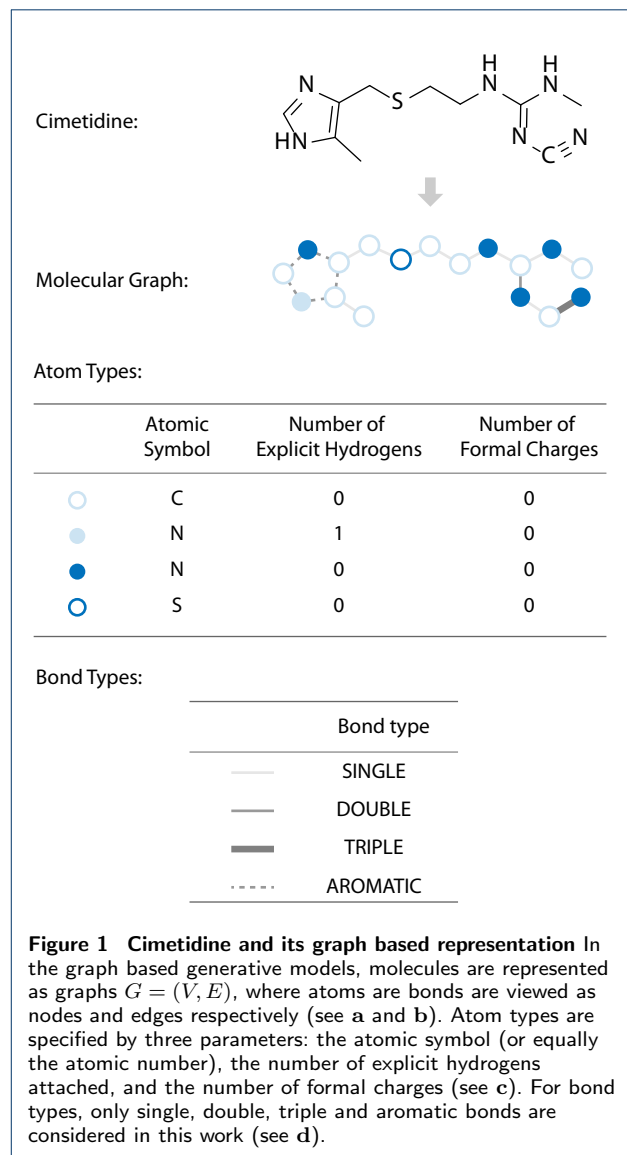 Cimetidine:
N
HN
S
H
N
H
N
N
C
N
Molecular Graph:
Atom Types:
Atomic Symbol Number of Explicit Hydrogens Number of Formal Charges
C 0 0
N 1 0
N 0 0
S 0 0
Bond Types:
Bond type
SINGLE
DOUBLE
TRIPLE
AROMATIC
Figure 1 Cimetidine and its graph based representation In
the graph based generative models, molecules are represented
as graphs G = (V, E), where atoms are bonds are viewed as
nodes and edges respectively (see a and b). Atom types are
specified by three parameters: the atomic symbol (or equally
the atomic number), the number of explicit hydrogens
attached, and the number of formal charges (see c). For bond
types, only single, double, triple and aromatic bonds are
considered in this work (see d).